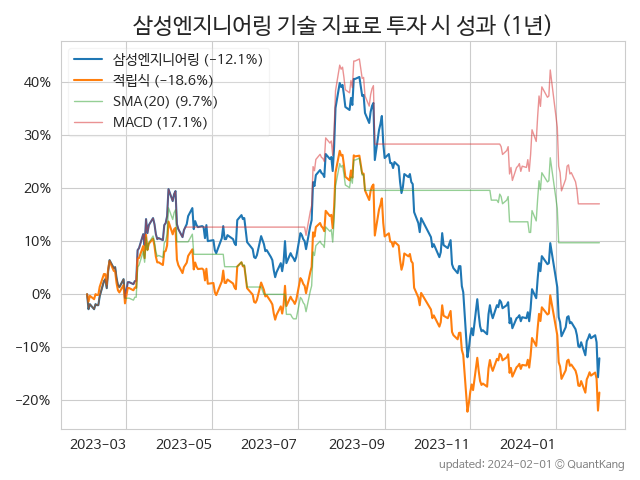 삼성엔지니어링 기술 지표로 투자 시 성과 (1년)
삼성엔지니어링 (−12.1%)
적립식 (−18.6%)
SMA(20) (9.7%)
MACD (17.1%)
40%
30%
20%
10%
0%
−10%
−20%
2023-03 2023-05 2023-07 2023-09 2023-11 2024-01
updated: 2024-02-01 © QuantKang